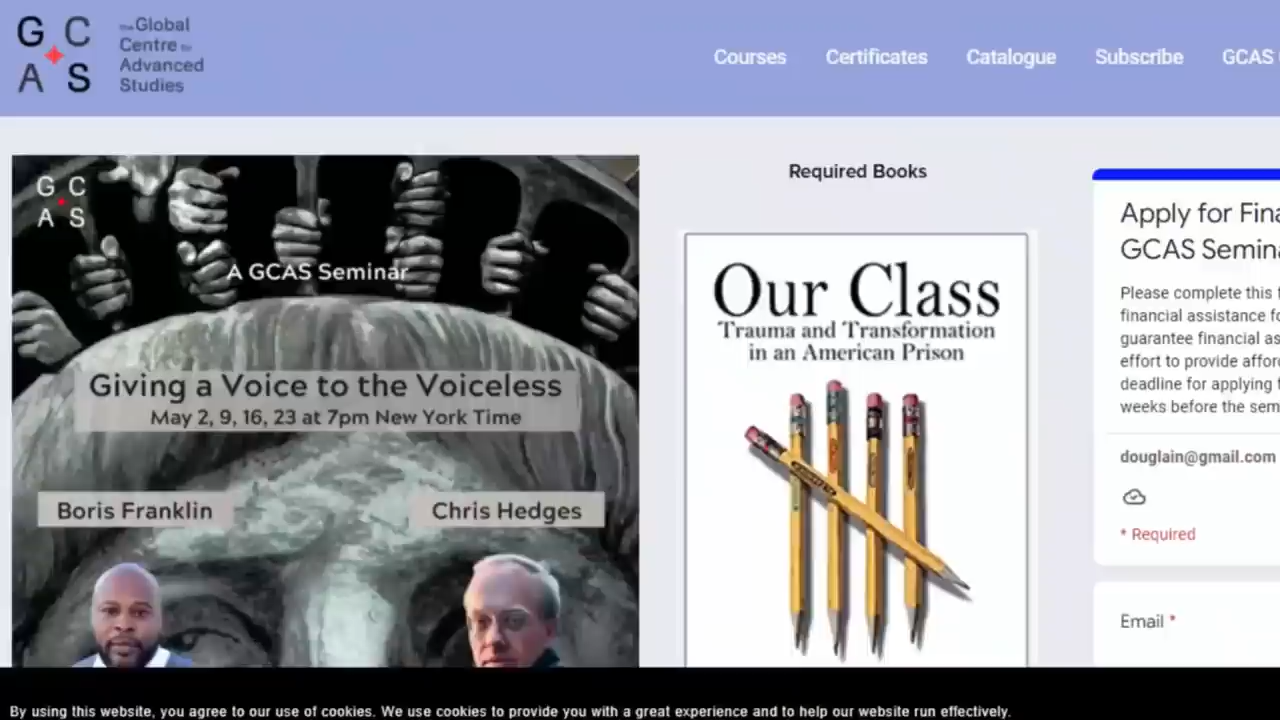 G C
A S
the Global
Centre for
Advanced
Studies
Courses
Certificates
Catalogue
Subscribe
GCAS
G C
A S
A GCAS Seminar
Giving a Voice to the Voiceless
May 2, 9, 16, 23 at 7pm New York Time
Boris Franklin
Chris Hedges
Required Books
Our Class
Trauma and Transformation
in an American Prison
Apply for Fina
GCAS Semina
Please complete this f
financial assistance fo
guarantee financial as
effort to provide affor
deadline for applying f
weeks before the sem
douglain@gmail.com
* Required
Email *
By using this website, you agree to our use of cookies. We use cookies to provide you with a great experience and to help our website run effectively.